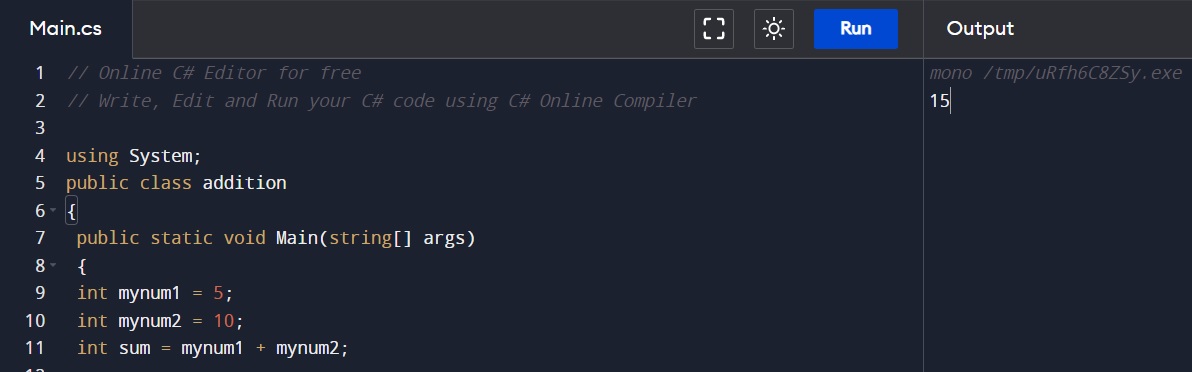 Main.cs
Run
Output
1 // Online C# Editor for free
2 // Write, Edit and Run your C# code using C# Online Compiler
3
4 using System;
5 public class addition
6 {
7 public static void Main(string[] args)
8 {
9 int mynum1 = 5;
10 int mynum2 = 10;
11 int sum = mynum1 + mynum2;
mono /tmp/uRfh6C8ZSy.exe
15